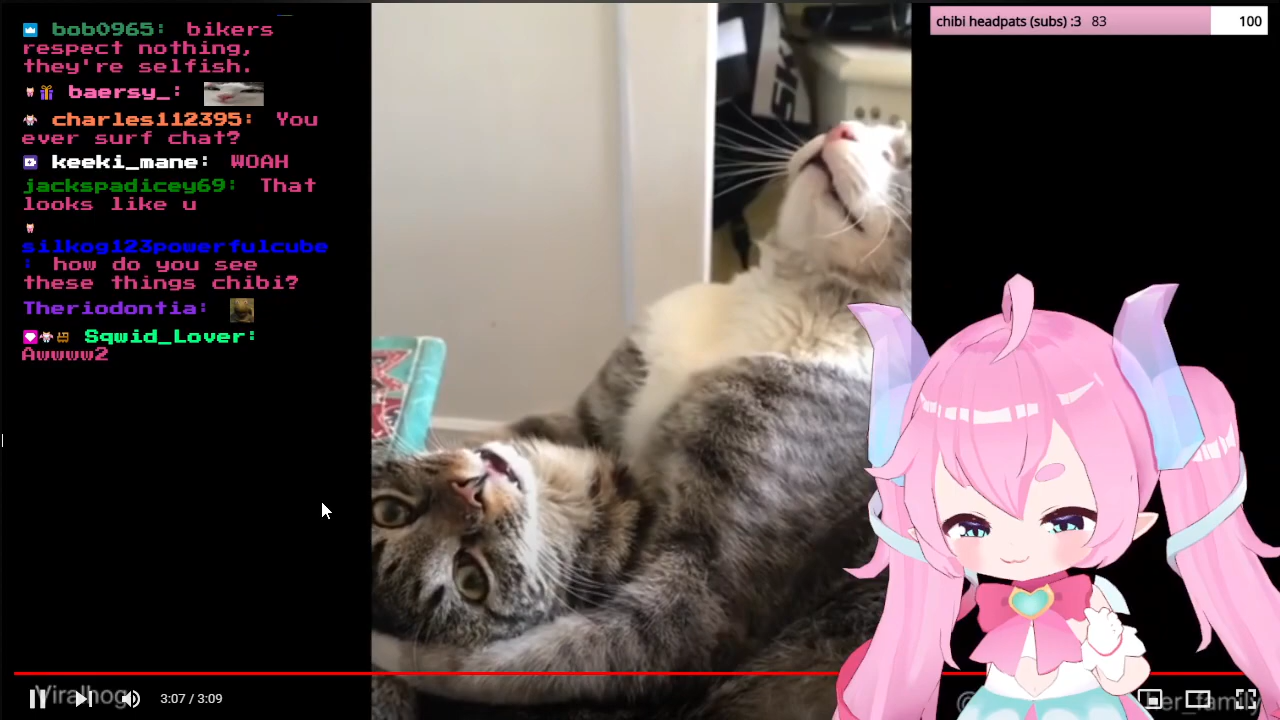 bob0965: bikers
respect nothing,
they're selfish.
baersy_:
charles112395: You
ever surf chat?
keeki_mane: WOAH
jackspadicey69: That
looks like u
silkog123powerfulcube
: how do you see
these things chibi?
Theriodontia:
Sqwid_Lover:
Awwww2
chibi headpats (subs) :3 83 100
Viralhog
3:07 / 3:09